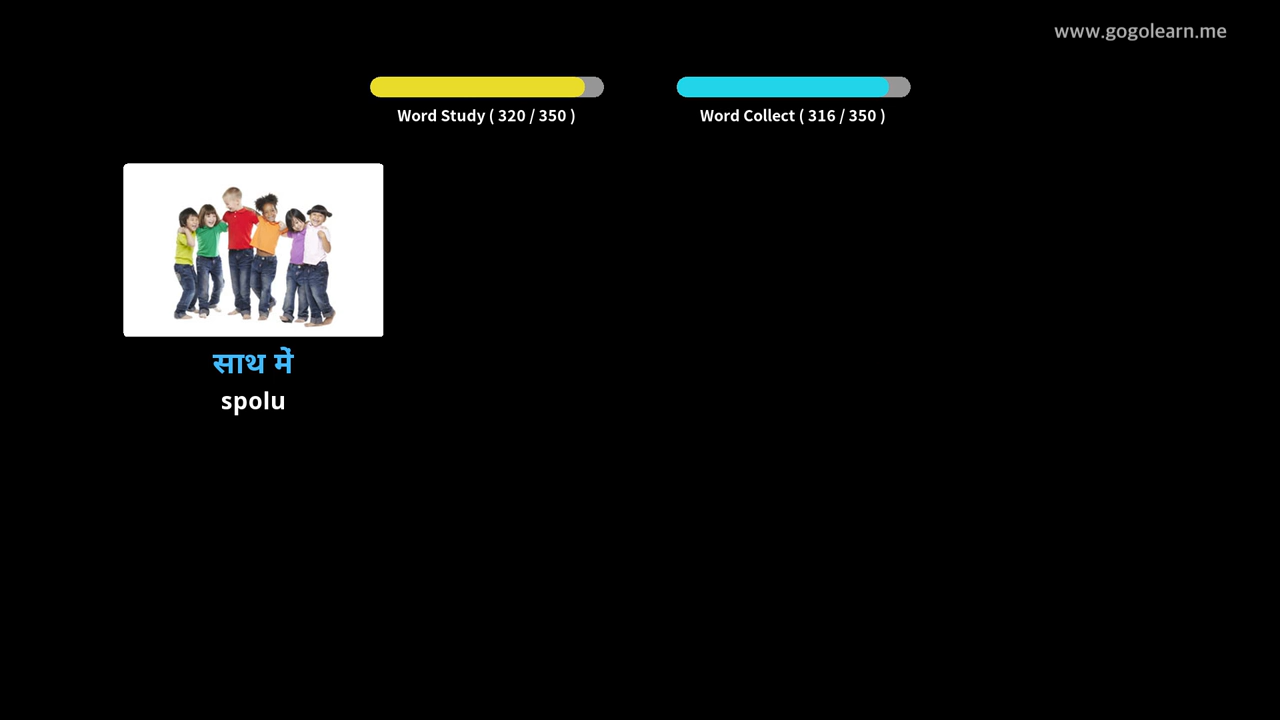 www.gogolearn.me
Word Study ( 320 / 350 )
Word Collect ( 316 / 350 )
साथ में
spolu